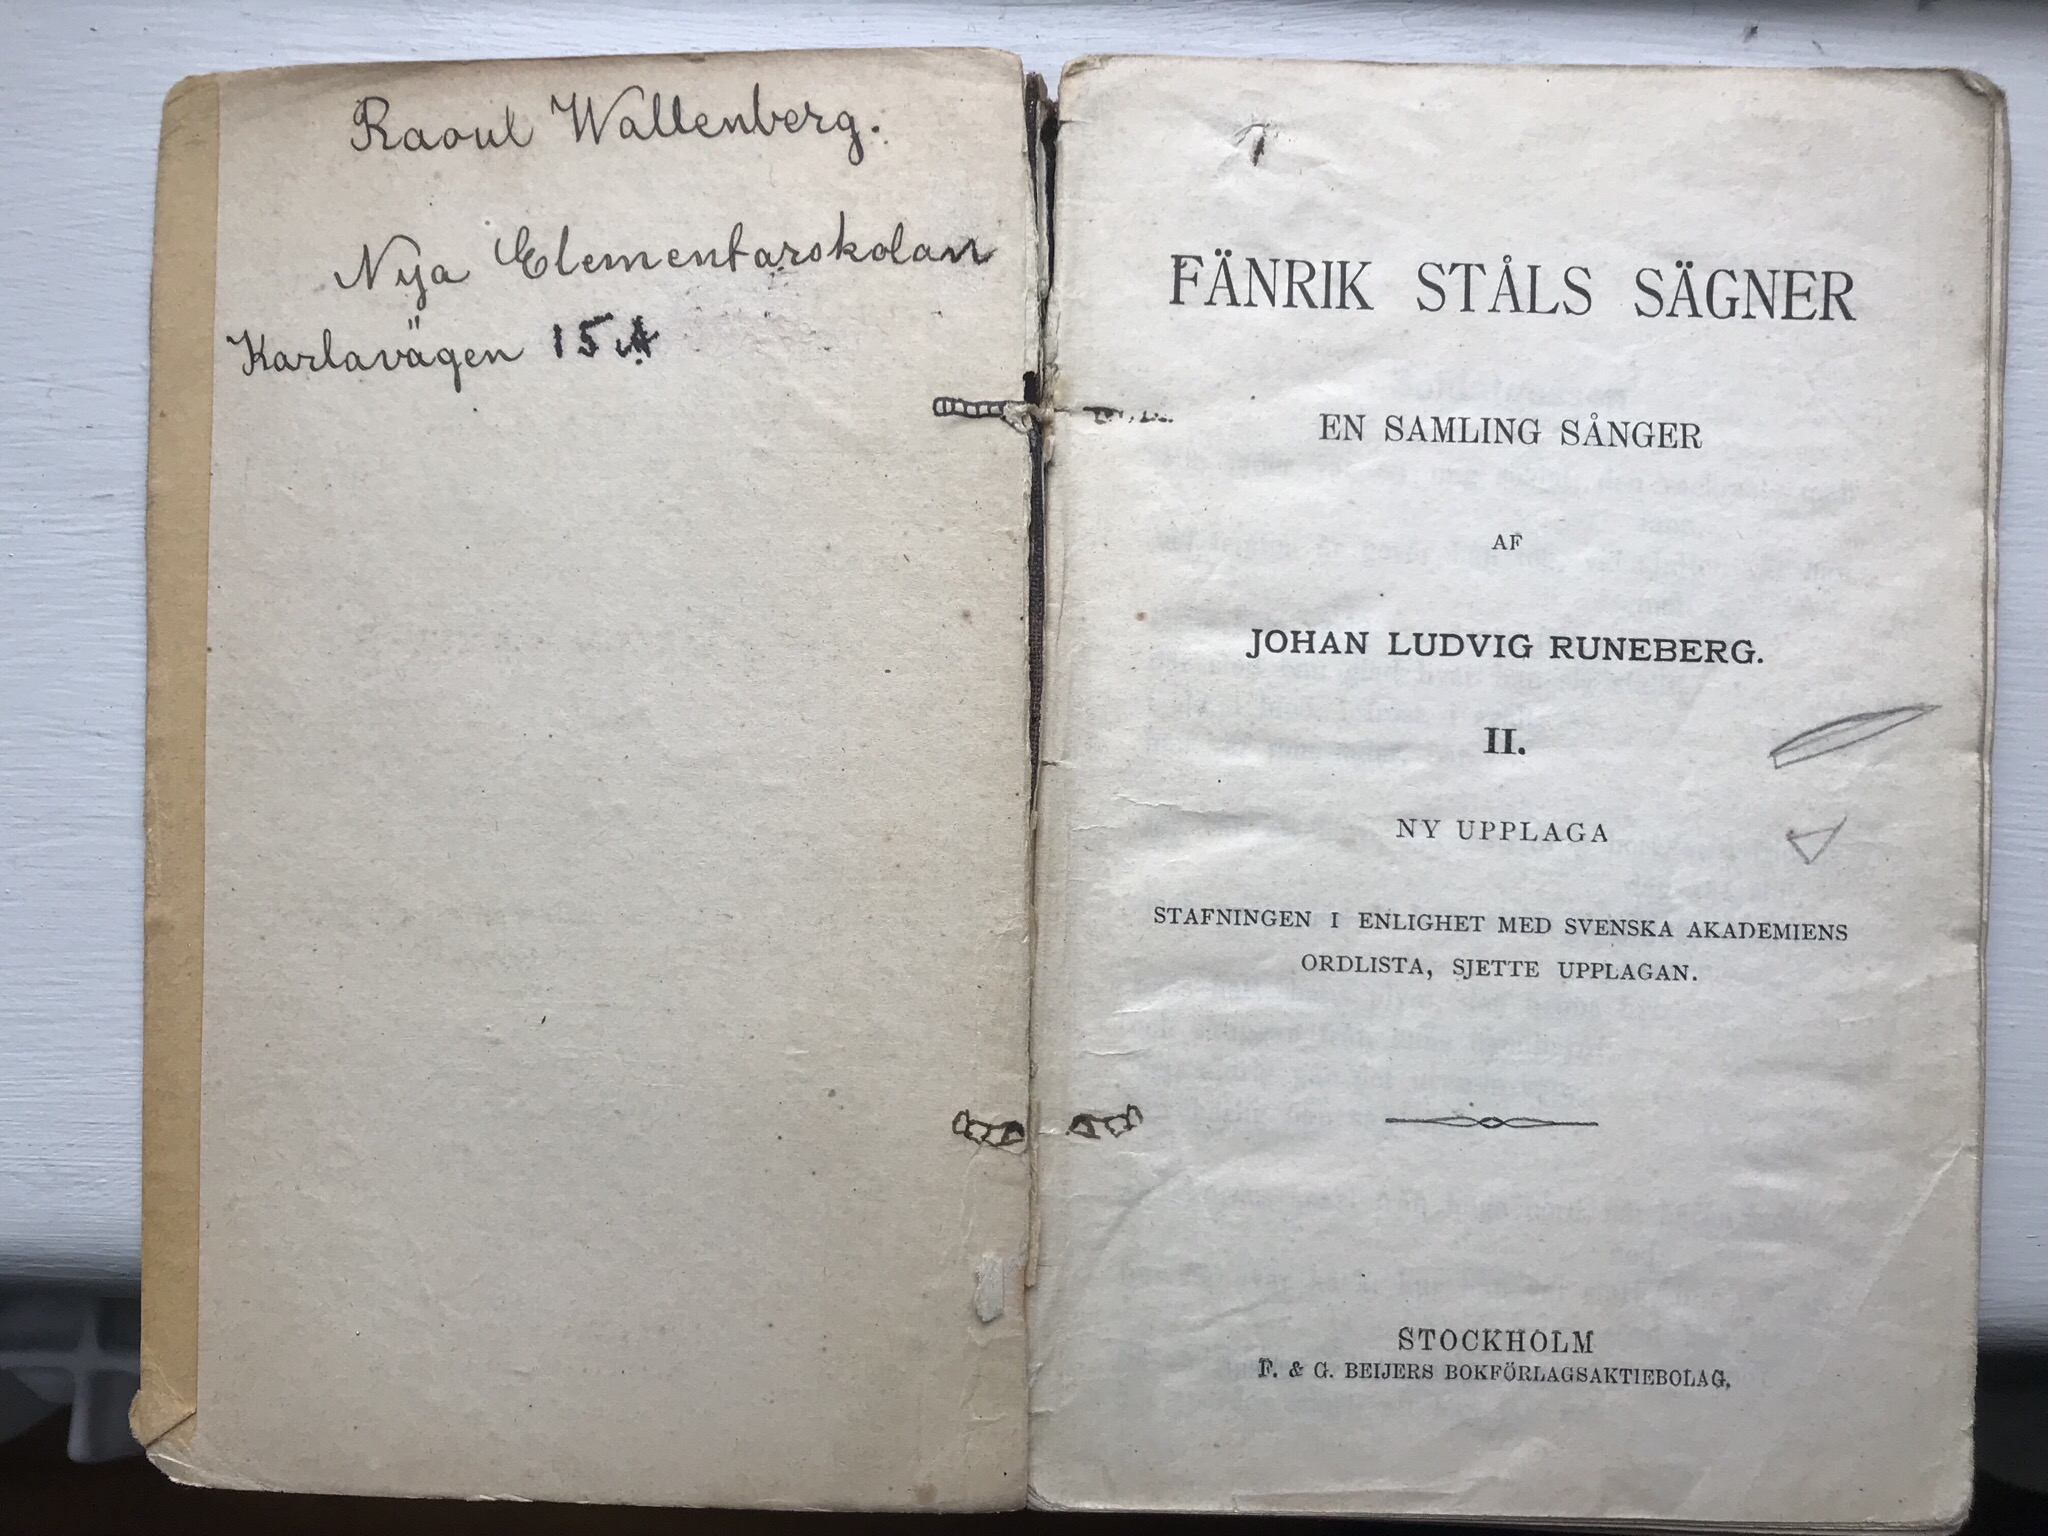 Raoul Wallenberg.
Nya Elementarskolan
Karlavägen 15 A
FÄNRIK STÅLS SÄGNER
EN SAMLING SÅNGER
AF
JOHAN LUDVIG RUNEBERG.
II.
NY UPPLAGA
STAFNINGEN I ENLIGHET MED SVENSKA AKADEMIENS
ORDLISTA, SJETTE UPPLAGAN.
STOCKHOLM
F. & G. BEIJERS BOKFÖRLAGSAKTIEBOLAG.